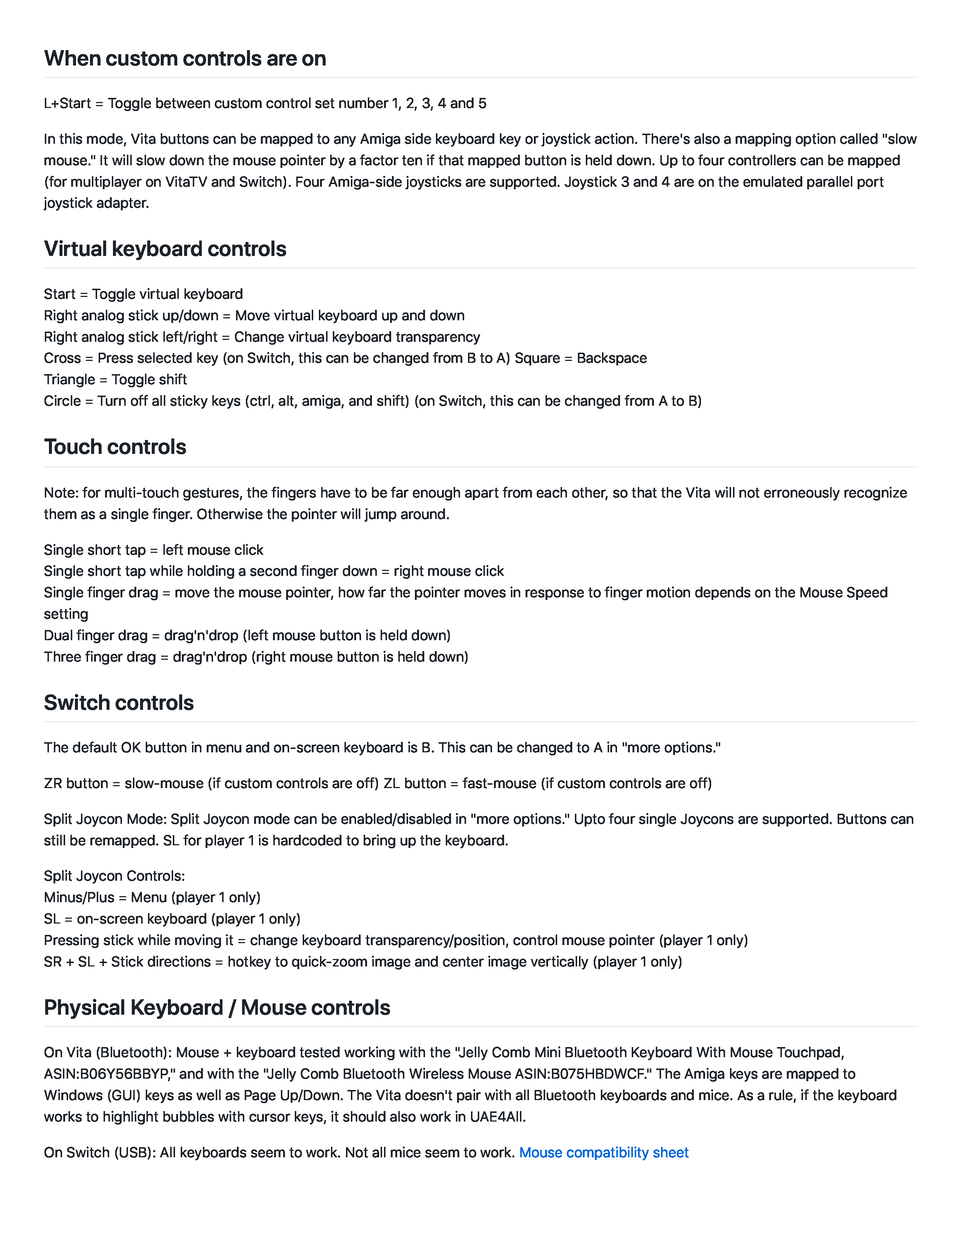 When custom controls are on
L+Start = Toggle between custom control set number 1, 2, 3, 4 and 5
In this mode, Vita buttons can be mapped to any Amiga side keyboard key or joystick action. There's also a mapping option called "slow
mouse." It will slow down the mouse pointer by a factor ten if that mapped button is held down. Up to four controllers can be mapped
(for multiplayer on VitaTV and Switch). Four Amiga-side joysticks are supported. Joystick 3 and 4 are on the emulated parallel port
joystick adapter.
Virtual keyboard controls
Start = Toggle virtual keyboard
Right analog stick up/down = Move virtual keyboard up and down
Right analog stick left/right = Change virtual keyboard transparency
Cross = Press selected key (on Switch, this can be changed from B to A) Square = Backspace
Triangle = Toggle shift
Circle = Turn off all sticky keys (ctrl, alt, amiga, and shift) (on Switch, this can be changed from A to B)
Touch controls
Note: for multi-touch gestures, the fingers have to be far enough apart from each other, so that the Vita will not erroneously recognize
them as a single finger. Otherwise the pointer will jump around.
Single short tap = left mouse click
Single short tap while holding a second finger down = right mouse click
Single finger drag = move the mouse pointer, how far the pointer moves in response to finger motion depends on the Mouse Speed
setting
Dual finger drag = drag'n'drop (left mouse button is held down)
Three finger drag = drag'n'drop (right mouse button is held down)
Switch controls
The default OK button in menu and on-screen keyboard is B. This can be changed to A in "more options."
ZR button = slow-mouse (if custom controls are off) ZL button = fast-mouse (if custom controls are off)
Split Joycon Mode: Split Joycon mode can be enabled/disabled in "more options." Upto four single Joycons are supported. Buttons can
still be remapped. SL for player 1 is hardcoded to bring up the keyboard.
Split Joycon Controls:
Minus/Plus = Menu (player 1 only)
SL = on-screen keyboard (player 1 only)
Pressing stick while moving it = change keyboard transparency/position, control mouse pointer (player 1 only)
SR + SL + Stick directions = hotkey to quick-zoom image and center image vertically (player 1 only)
Physical Keyboard / Mouse controls
On Vita (Bluetooth): Mouse + keyboard tested working with the "Jelly Comb Mini Bluetooth Keyboard With Mouse Touchpad,
ASIN:B06Y56BBYP," and with the "Jelly Comb Bluetooth Wireless Mouse ASIN:B075HBDWCF." The Amiga keys are mapped to
Windows (GUI) keys as well as Page Up/Down. The Vita doesn't pair with all Bluetooth keyboards and mice. As a rule, if the keyboard
works to highlight bubbles with cursor keys, it should also work in UAE4All.
On Switch (USB): All keyboards seem to work. Not all mice seem to work. Mouse compatibility sheet